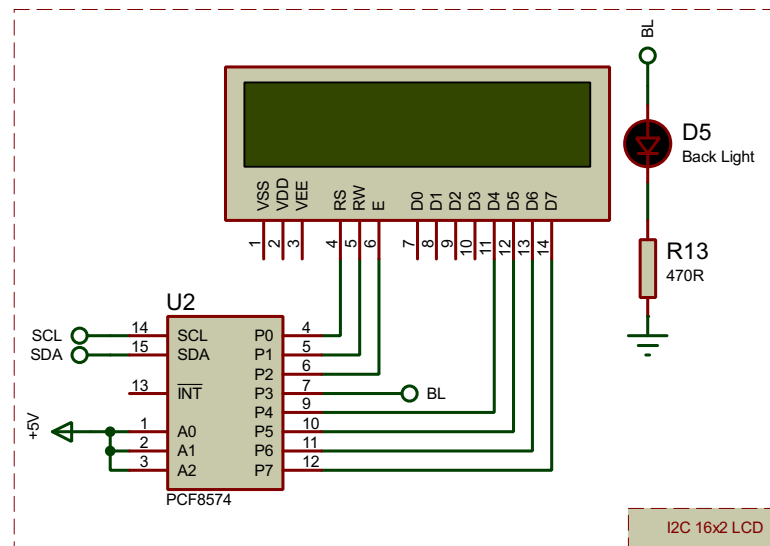 BL
D5
Back Light
R13
470R
VSS
VDD
VEE
RS
RW
E
D0
D1
D2
D3
D4
D5
D6
D7
1
2
3
4
5
6
7
8
9
10
11
12
13
14
U2
SCL 14 SCL P0 4
SDA 15 SDA P1 5
P2 6
13 INT P3 7 BL
P4 9
+5V 1 A0 P5 10
2 A1 P6 11
3 A2 P7 12
PCF8574
I2C 16x2 LCD